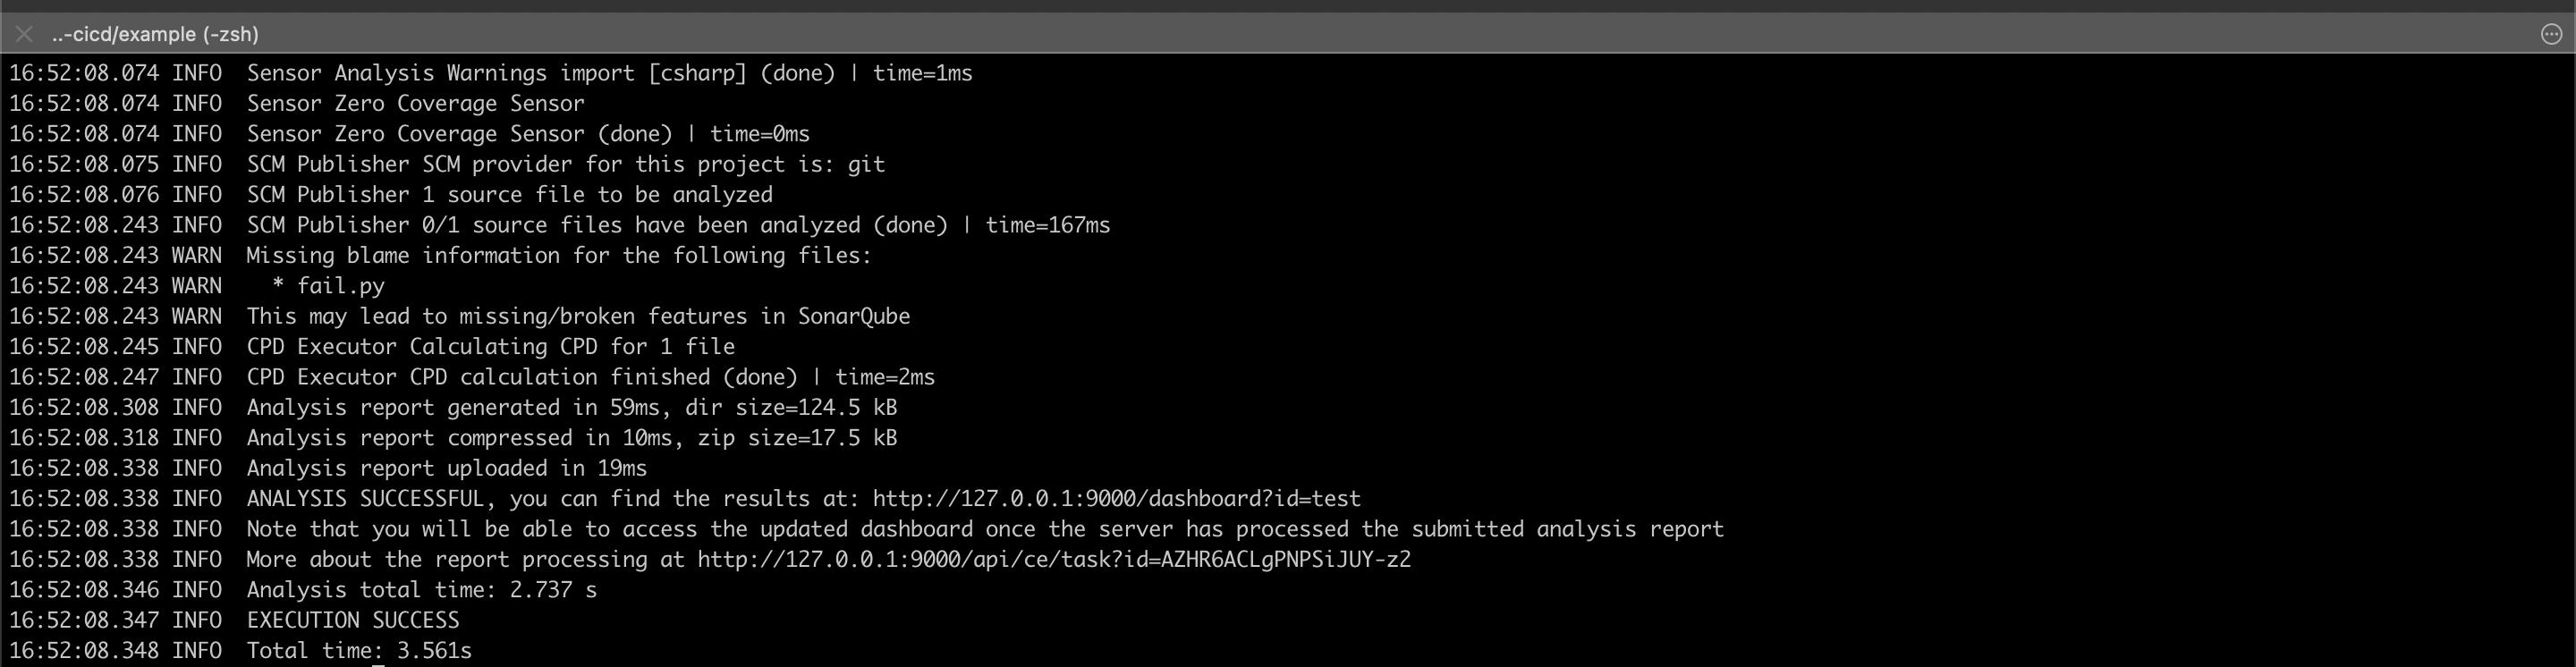 ..-cicd/example (-zsh)
16:52:08.074 INFO  Sensor Analysis Warnings import [csharp] (done) | time=1ms
16:52:08.074 INFO  Sensor Zero Coverage Sensor
16:52:08.074 INFO  Sensor Zero Coverage Sensor (done) | time=0ms
16:52:08.075 INFO  SCM Publisher SCM provider for this project is: git
16:52:08.076 INFO  SCM Publisher 1 source file to be analyzed
16:52:08.243 INFO  SCM Publisher 0/1 source files have been analyzed (done) | time=167ms
16:52:08.243 WARN  Missing blame information for the following files:
16:52:08.243 WARN    * fail.py
16:52:08.243 WARN  This may lead to missing/broken features in SonarQube
16:52:08.245 INFO  CPD Executor Calculating CPD for 1 file
16:52:08.247 INFO  CPD Executor CPD calculation finished (done) | time=2ms
16:52:08.308 INFO  Analysis report generated in 59ms, dir size=124.5 kB
16:52:08.318 INFO  Analysis report compressed in 10ms, zip size=17.5 kB
16:52:08.338 INFO  Analysis report uploaded in 19ms
16:52:08.338 INFO  ANALYSIS SUCCESSFUL, you can find the results at: http://127.0.0.1:9000/dashboard?id=test
16:52:08.338 INFO  Note that you will be able to access the updated dashboard once the server has processed the submitted analysis report
16:52:08.338 INFO  More about the report processing at http://127.0.0.1:9000/api/ce/task?id=AZHR6ACLgPNPSiJUY-z2
16:52:08.346 INFO  Analysis total time: 2.737 s
16:52:08.347 INFO  EXECUTION SUCCESS
16:52:08.348 INFO  Total time: 3.561s